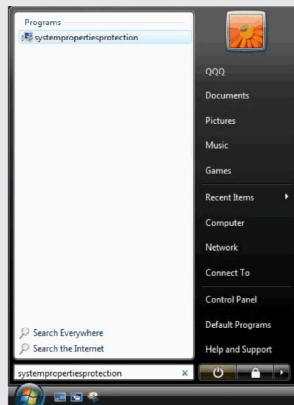 Programs
systempropertiesprotection
Search Everywhere
Search the Internet
systempropertiesprotection
QQQ
Documents
Pictures
Music
Games
Recent Items
Computer
Network
Connect To
Control Panel
Default Programs
Help and Support